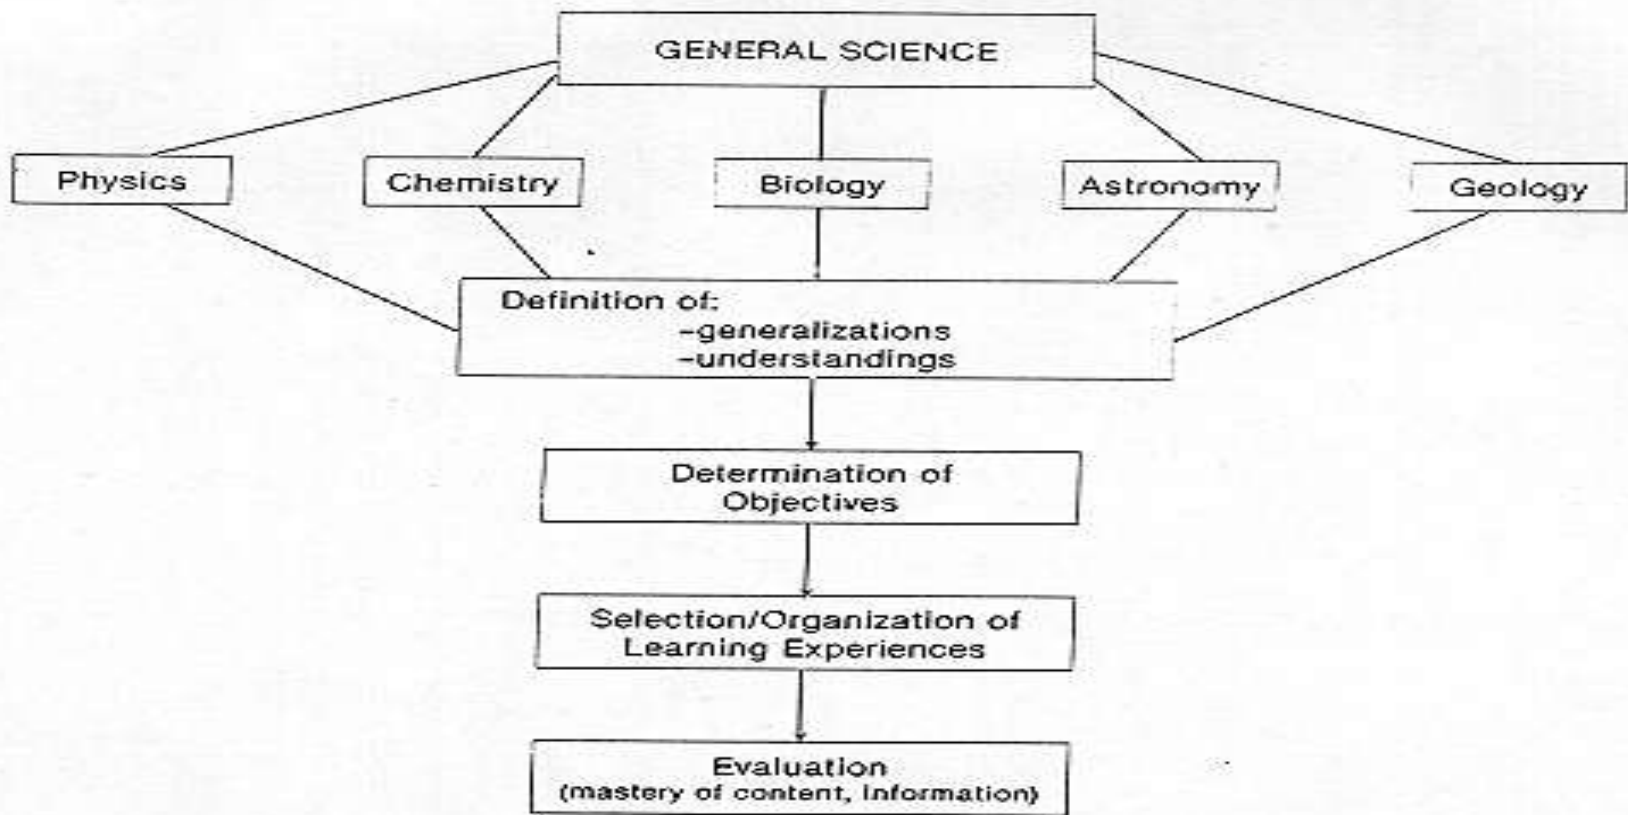 GENERAL SCIENCE
Physics
Chemistry
Biology
Astronomy
Geology
Definition of:
-generalizations
-understandings
Determination of
Objectives
Selection/Organization of
Learning Experiences
Evaluation
(mastery of content, Information)